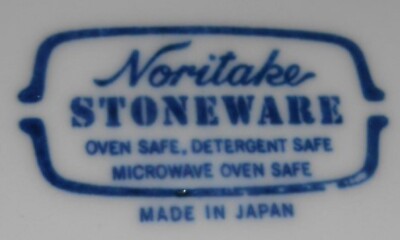 Noritake
STONEWARE
OVEN SAFE, DETERGENT SAFE
MICROWAVE OVEN SAFE
MADE IN JAPAN